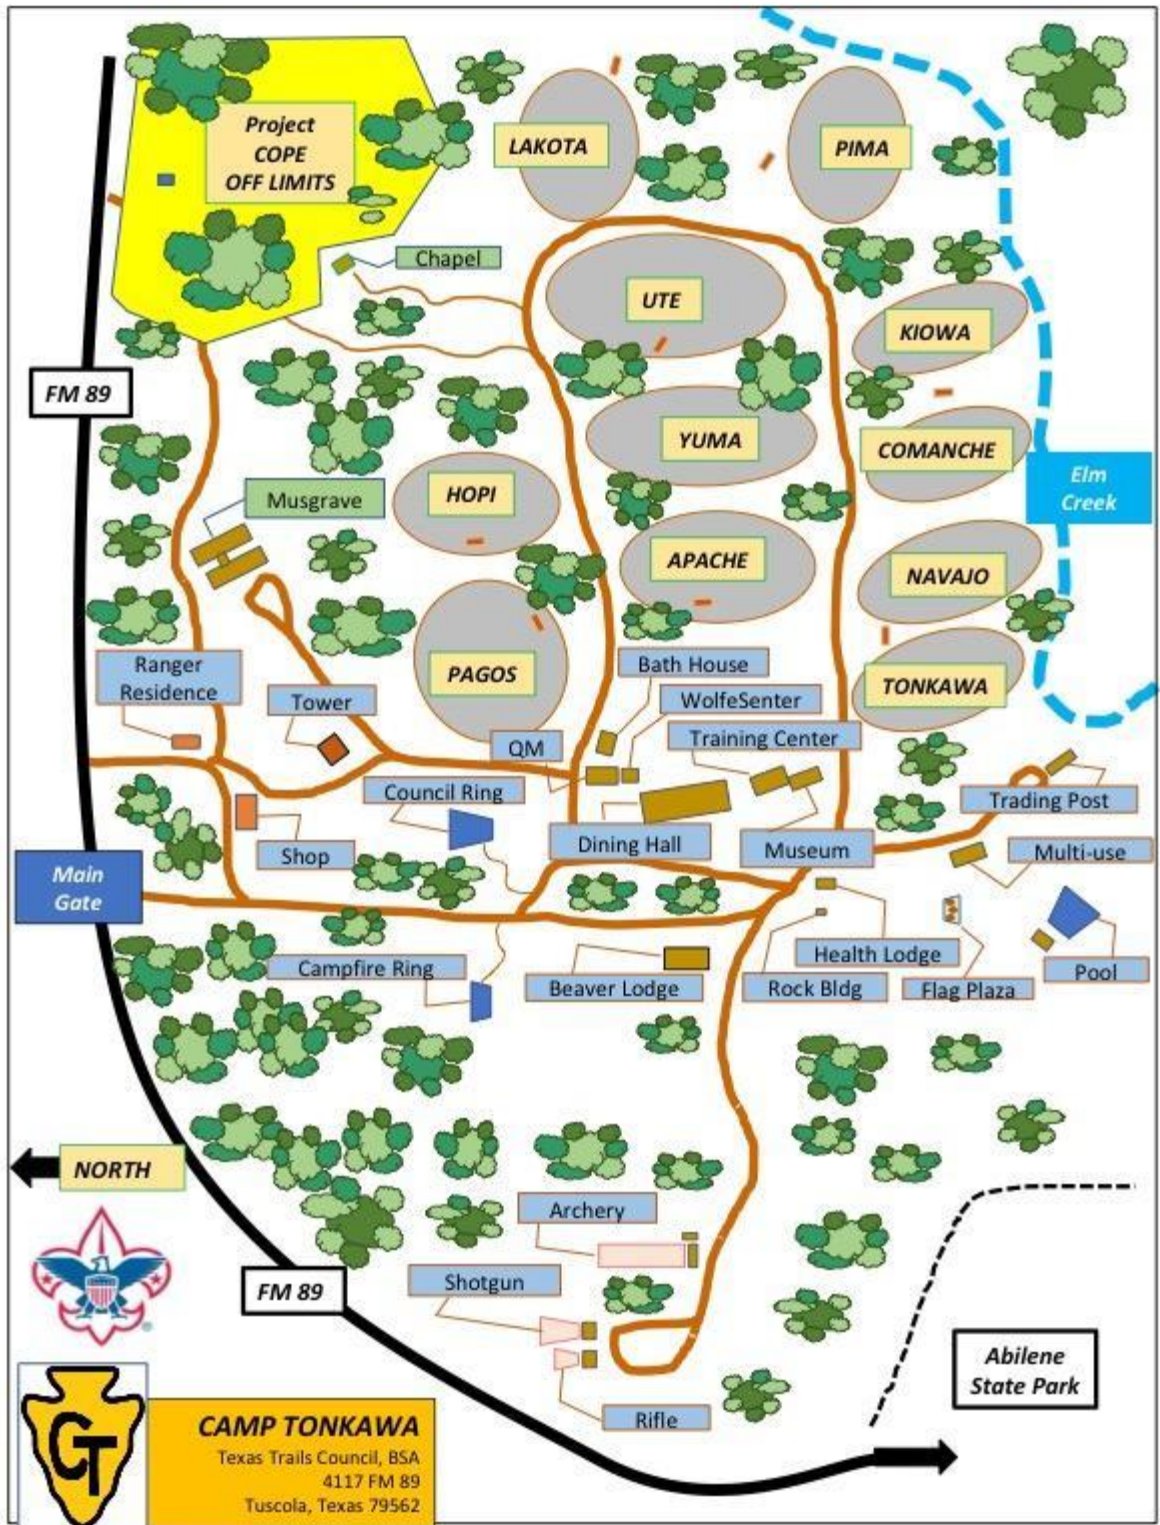 Project
COPE
OFF LIMITS
LAKOTA
PIMA
Chapel
UTE
KIOWA
FM 89
YUMA
COMANCHE
Elm
Creek
Musgrave
HOPI
APACHE
NAVAJO
Ranger
Residence
Tower
PAGOS
Bath House
WolfeSenter
TONKAWA
QM
Training Center
Council Ring
Trading Post
Shop
Dining Hall
Museum
Multi-use
Main
Gate
Campfire Ring
Beaver Lodge
Health Lodge
Rock Bldg
Flag Plaza
Pool
NORTH
Archery
Shotgun
FM 89
Rifle
Abilene
State Park
CT
CAMP TONKAWA
Texas Trails Council, BSA
4117 FM 89
Tuscola, Texas 79562
®